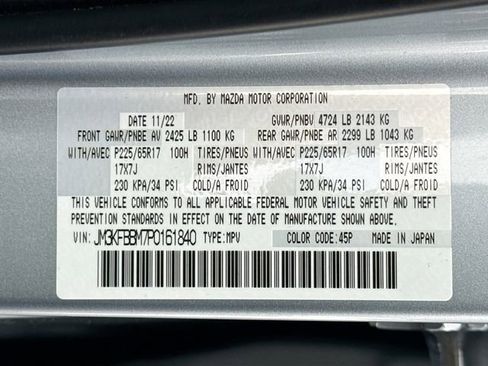 MFD. BY MAZDA MOTOR CORPORATION
DATE 11/22 GVWR/PNBV 4724 LB 2143 KG
FRONT GAWR/PNBE AV 2425 LB 1100 KG REAR GAWR/PNBE AR 2299 LB 1043 KG
WITH/AVEC P225/65R17 100H TIRES/PNEUS WITH/AVEC P225/65R17 100H TIRES/PNEUS
17X7J RIMS/JANTES 17X7J RIMS/JANTES
230 KPA/34 PSI COLD/A FROID 230 KPA/34 PSI COLD/A FROID
THIS VEHICLE CONFORMS TO ALL APPLICABLE FEDERAL MOTOR VEHICLE SAFETY AND THEFT
PREVENTION STANDARDS IN EFFECT ON THE DATE OF MANUFACTURE SHOWN ABOVE.
VIN: JM3KFBBM7P0161840 TYPE:MPV COLOR CODE:45P MADE IN JAPAN